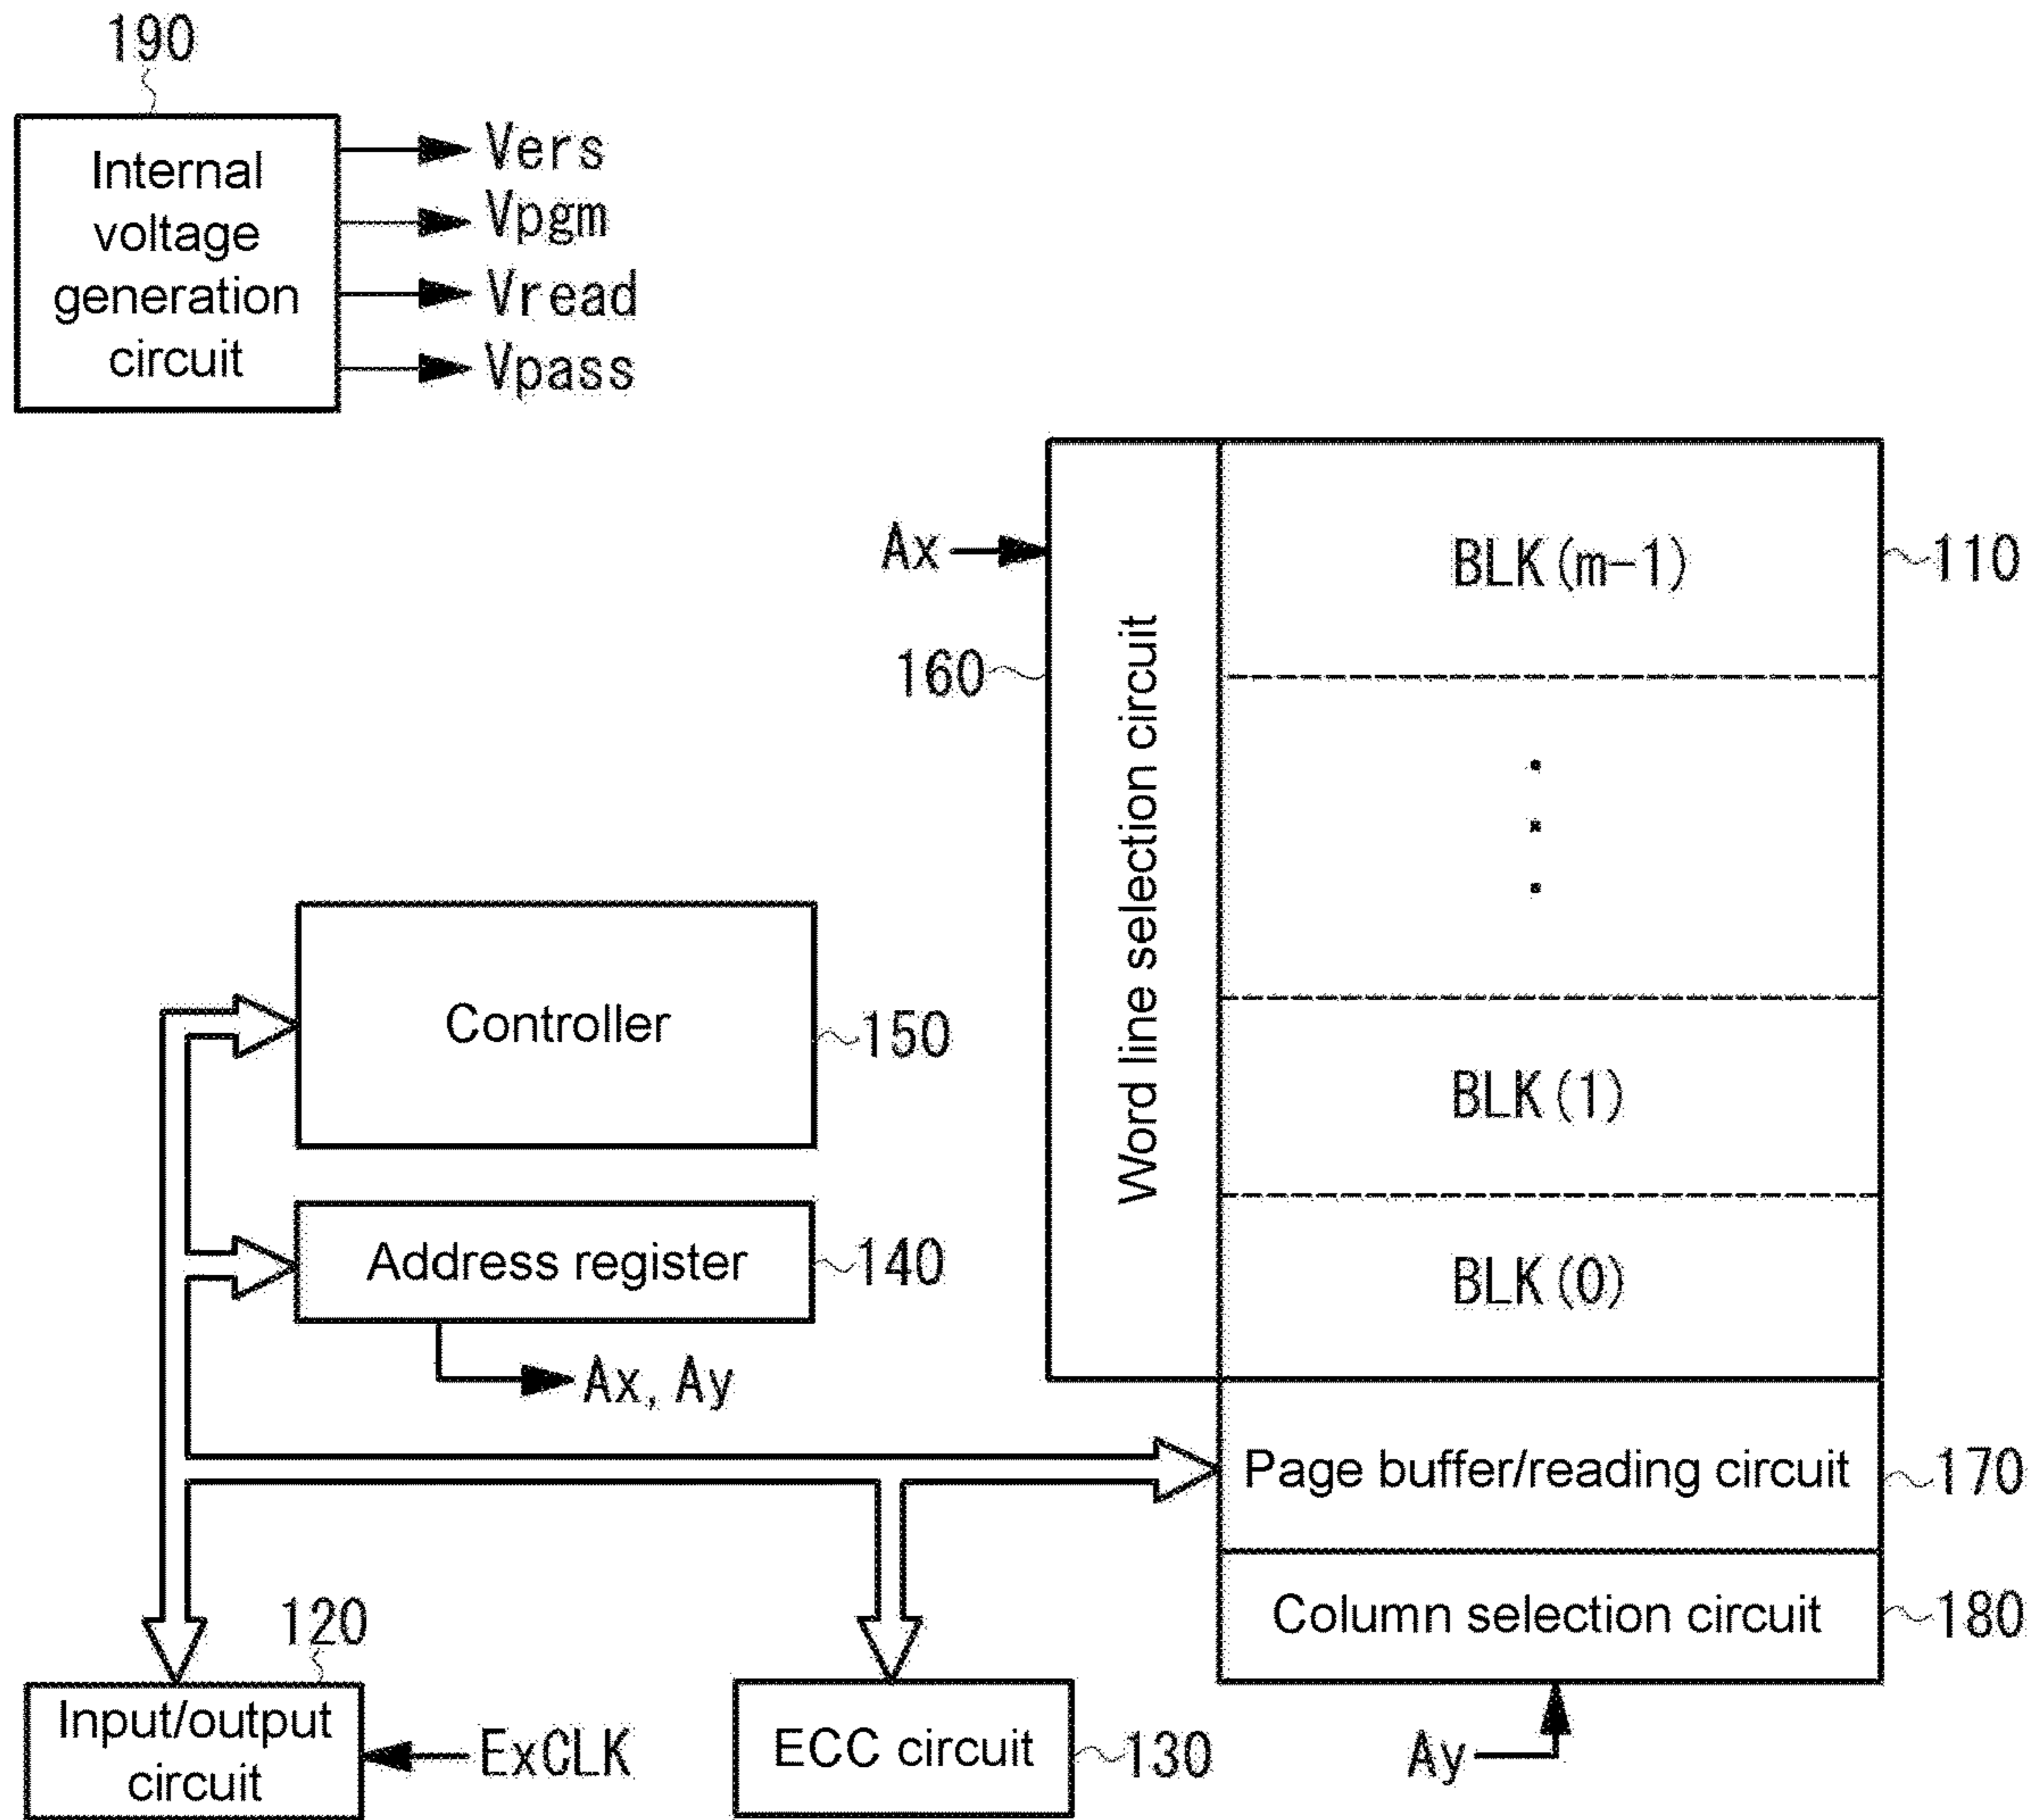 190
Internal
voltage
generation
circuit
Vers
Vpgm
Vread
Vpass
Ax
160
Word line selection circuit
BLK(m-1)
110
BLK(1)
BLK(0)
Controller
150
Address register
140
Ax, Ay
Page buffer/reading circuit
170
Column selection circuit
180
120
Input/output
circuit
ExCLK
ECC circuit
130
Ay